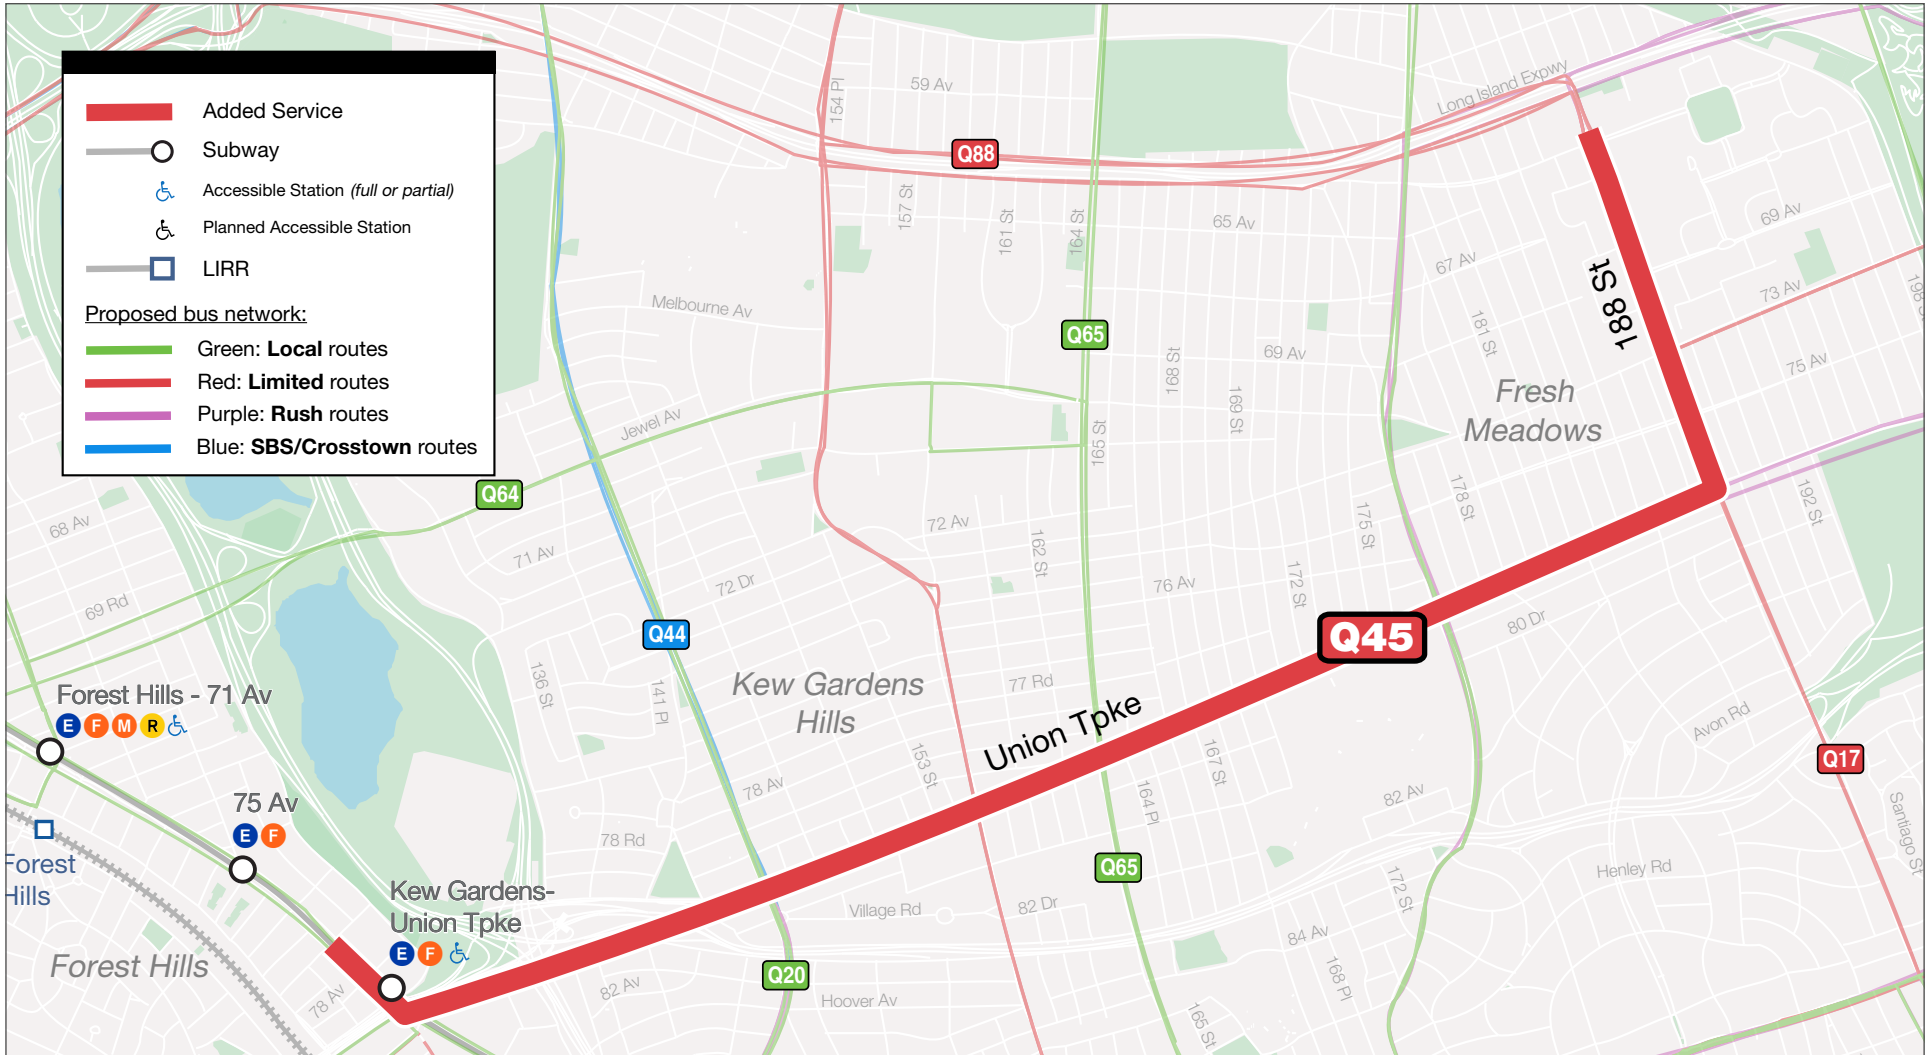 Added Service
Subway
Accessible Station (full or partial)
Planned Accessible Station
LIRR
Proposed bus network:
Green: Local routes
Red: Limited routes
Purple: Rush routes
Blue: SBS/Crosstown routes
59 Av
154 Pl
Long Island Expwy
Q88
157 St
161 St
164 St
65 Av
69 Av
67 Av
188 St
73 Av
198 St
Melbourne Av
Q65
181 St
69 Av
168 St
75 Av
169 St
Fresh
Meadows
Jewel Av
165 St
Q64
178 St
192 St
68 Av
72 Av
175 St
71 Av
162 St
72 Dr
76 Av
172 St
69 Rd
80 Dr
Q44
Q45
136 St
141 Pl
Kew Gardens
Hills
77 Rd
Forest Hills - 71 Av
E F M R
Union Tpke
Avon Rd
153 St
167 St
Q17
78 Av
164 Pl
82 Av
75 Av
E F
78 Rd
Santiago St
Forest
Hills
Q65
Henley Rd
Kew Gardens-
Union Tpke
E F
172 St
Village Rd
82 Dr
84 Av
Forest Hills
Q20
168 Pl
78 Av
82 Av
Hoover Av
165 St